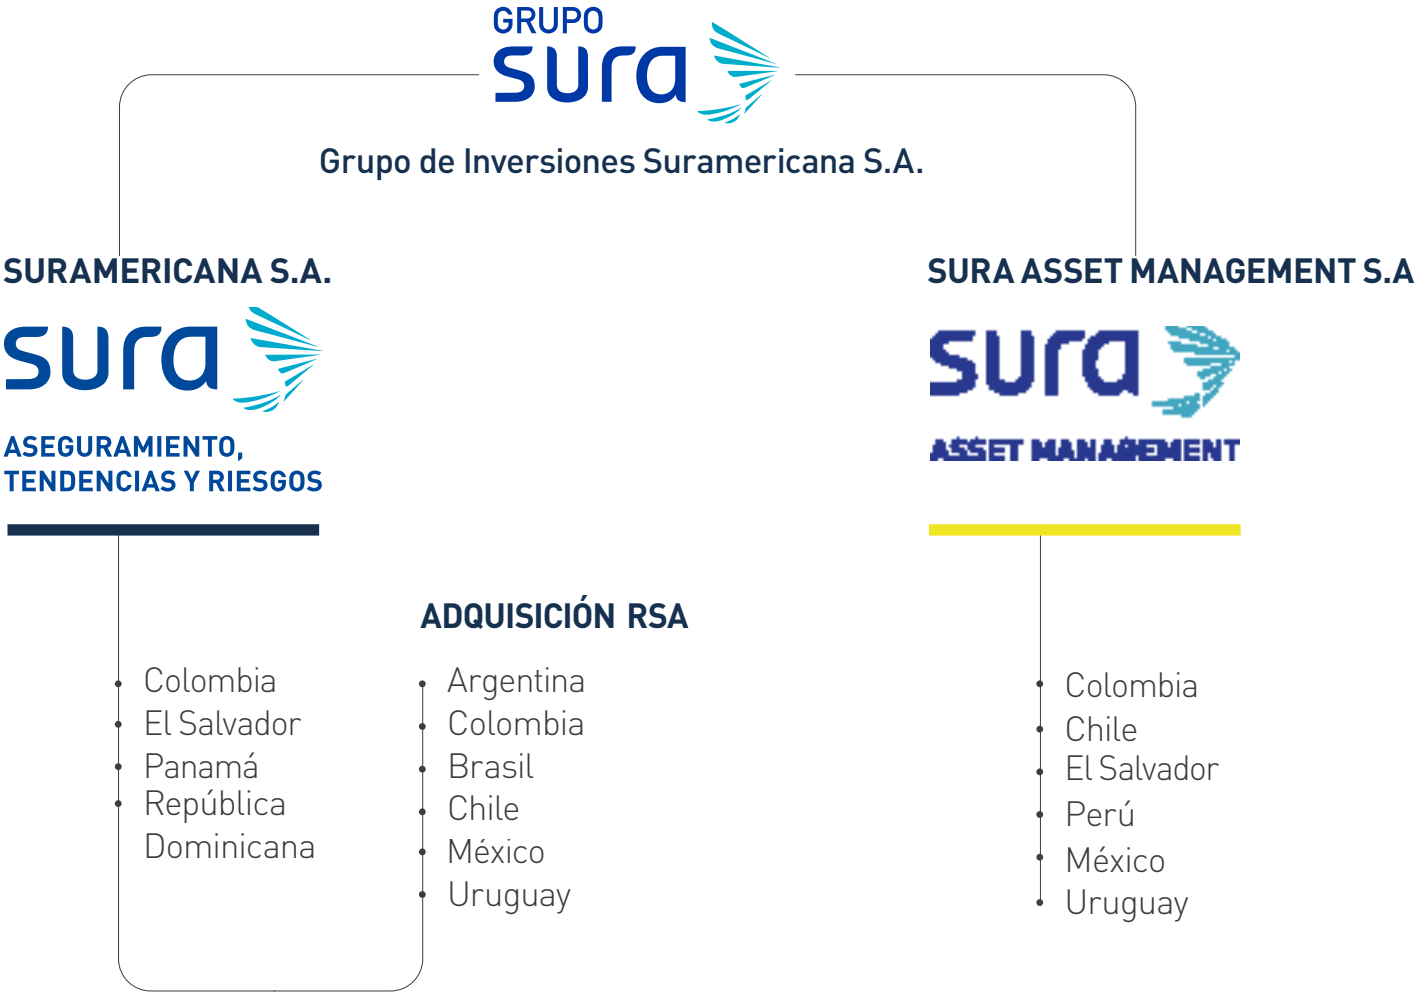 GRUPO
sura
Grupo de Inversiones Suramericana S.A.
SURAMERICANA S.A.
sura
ASEGURAMIENTO,
TENDENCIAS Y RIESGOS
Colombia
El Salvador
Panamá
República
Dominicana
ADQUISICIÓN RSA
Argentina
Colombia
Brasil
Chile
México
Uruguay
SURA ASSET MANAGEMENT S.A
sura
ASSET MANAGEMENT
Colombia
Chile
El Salvador
Perú
México
Uruguay